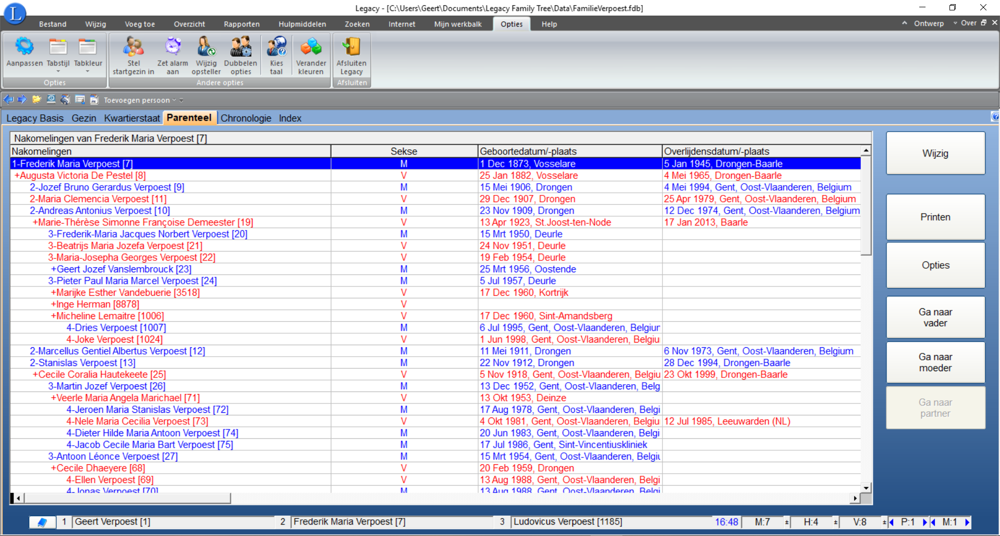 Legacy - [C:\Users\Geert\Documents\Legacy Family Tree\Data\FamilieVerpoest.fdb]
L
Bestand Wijzig Voeg toe Overzicht Rapporten Hulpmiddelen Zoeken Internet Mijn werkbalk Opties Help Ontwerp Over
Aanpassen Tabstijl Tabkleur Stel startgezin in Zet alarm aan Wijzig opsteller Dubbelen opties Kies taal Verander kleuren Afsluiten Legacy
Opties Andere opties Afsluiten
Toevoegen persoon
Legacy Basis Gezin Kwartierstaat Parenteel Chronologie Index
Nakomelingen van Frederik Maria Verpoest [7]
Nakomelingen Sekse Geboortedatum/-plaats Overlijdensdatum/-plaats
1-Frederik Maria Verpoest [7] M 1 Dec 1873, Vosselare 5 Jan 1945, Drongen-Baarle
+Augusta Victoria De Pestel [8] V 25 Jan 1882, Vosselare 4 Mei 1965, Drongen-Baarle
2-Jozef Bruno Gerardus Verpoest [9] M 15 Mei 1906, Drongen 4 Mei 1994, Gent, Oost-Vlaanderen, Belgium
2-Maria Clemencia Verpoest [11] V 29 Dec 1907, Drongen 25 Apr 1979, Gent, Oost-Vlaanderen, Belgium
2-Andreas Antonius Verpoest [10] M 23 Nov 1909, Drongen 12 Dec 1974, Gent, Oost-Vlaanderen, Belgium
+Marie-Thérèse Simonne Françoise Demeester [19] V 13 Apr 1923, St.Joost-ten-Node 17 Jan 2013, Baarle
3-Frederik-Maria Jacques Norbert Verpoest [20] M 15 Mrt 1950, Deurle
3-Beatrijs Maria Jozefa Verpoest [21] V 24 Nov 1951, Deurle
3-Maria-Josepha Georges Verpoest [22] V 19 Feb 1954, Deurle
+Geert Jozef Vanslembrouck [23] M 25 Mrt 1956, Oostende
3-Pieter Paul Maria Marcel Verpoest [24] M 5 Jul 1957, Deurle
+Marijke Esther Vandebuerie [3518] V 17 Dec 1960, Kortrijk
+Inge Herman [8878] V
+Micheline Lemaitre [1006] V 17 Dec 1960, Sint-Amandsberg
4-Dries Verpoest [1007] M 6 Jul 1995, Gent, Oost-Vlaanderen, Belgiur
4-Joke Verpoest [1024] V 1 Jun 1998, Gent, Oost-Vlaanderen, Belgiu
2-Marcellus Gentiel Albertus Verpoest [12] M 11 Mei 1911, Drongen 6 Nov 1973, Gent, Oost-Vlaanderen, Belgium
2-Stanislas Verpoest [13] M 22 Nov 1912, Drongen 28 Dec 1994, Drongen-Baarle
+Cecile Coralia Hautekeete [25] V 5 Nov 1918, Gent, Oost-Vlaanderen, Belgiu 23 Okt 1999, Drongen-Baarle
3-Martin Jozef Verpoest [26] M 13 Dec 1952, Gent, Oost-Vlaanderen, Belg
+Veerle Maria Angela Marichael [71] V 13 Okt 1953, Deinze
4-Jeroen Maria Stanislas Verpoest [72] M 17 Aug 1978, Gent, Oost-Vlaanderen, Belgi
4-Nele Maria Cecilia Verpoest [73] V 4 Okt 1981, Gent, Oost-Vlaanderen, Belgiu 12 Jul 1985, Leeuwarden (NL)
4-Dieter Hilde Maria Antoon Verpoest [74] M 20 Jun 1983, Gent, Oost-Vlaanderen, Belgi
4-Jacob Cecile Maria Bart Verpoest [75] M 17 Jul 1986, Gent, Sint-Vincentiuskliniek
3-Antoon Léonce Verpoest [27] M 15 Mrt 1954, Gent, Oost-Vlaanderen, Belgiu
+Cecile Dhaeyere [68] V 20 Feb 1959, Drongen
4-Ellen Verpoest [69] V 13 Aug 1988, Gent, Oost-Vlaanderen, Belgi
4-Jonas Verpoest [70] M 13 Aug 1988, Gent, Oost-Vlaanderen, Belgi
Wijzig
Printen
Opties
Ga naar
vader
Ga naar
moeder
Ga naar
partner
1 Geert Verpoest [1] 2 Frederik Maria Verpoest [7] 3 Ludovicus Verpoest [1185] 16:48 M:7 ± H:4 ± V:8 ± P:1 M:1